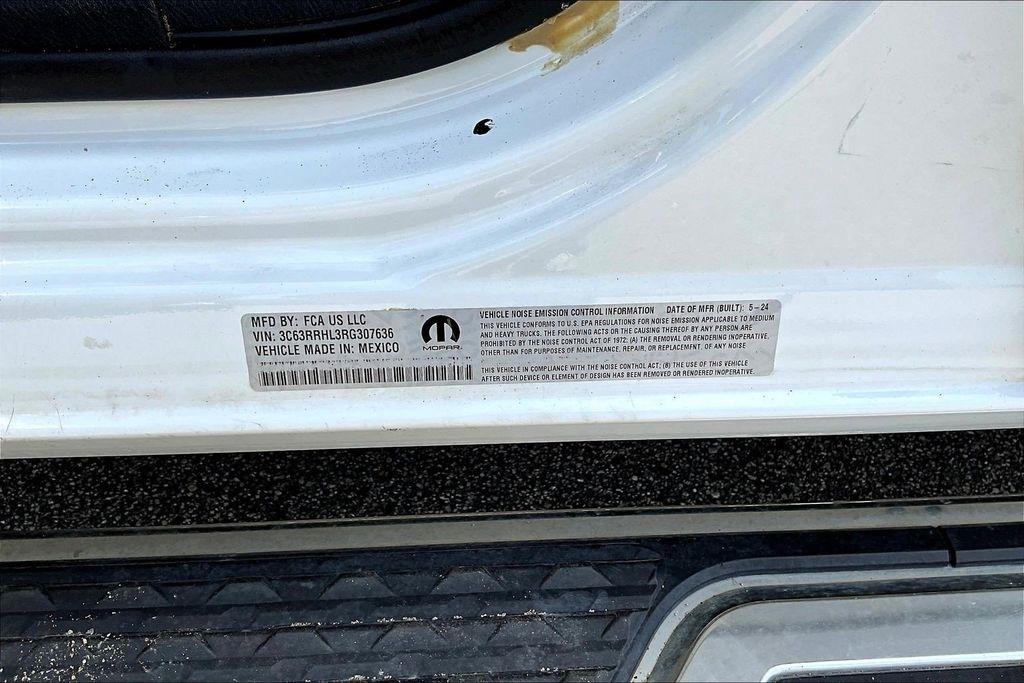 MFD BY: FCA US LLC
VIN: 3C63RRHL3RG307636
VEHICLE MADE IN: MEXICO
MOPAR.
VEHICLE NOISE EMISSION CONTROL INFORMATION DATE OF MFR (BUILT): 5-24
THIS VEHICLE CONFORMS TO U.S. EPA REGULATIONS FOR NOISE EMISSION APPLICABLE TO MEDIUM
AND HEAVY TRUCKS. THE FOLLOWING ACTS OR THE CAUSING THEREOF BY ANY PERSON ARE
PROHIBITED BY THE NOISE CONTROL ACT OF 1972: (A) THE REMOVAL OR RENDERING INOPERATIVE,
OTHER THAN FOR PURPOSES OF MAINTENANCE, REPAIR, OR REPLACEMENT, OF ANY NOISE
THIS VEHICLE IN COMPLIANCE WITH THE NOISE CONTROL ACT; (B) THE USE OF THIS VEHICLE
AFTER SUCH DEVICE OR ELEMENT OF DESIGN HAS BEEN REMOVED OR RENDERED INOPERATIVE.